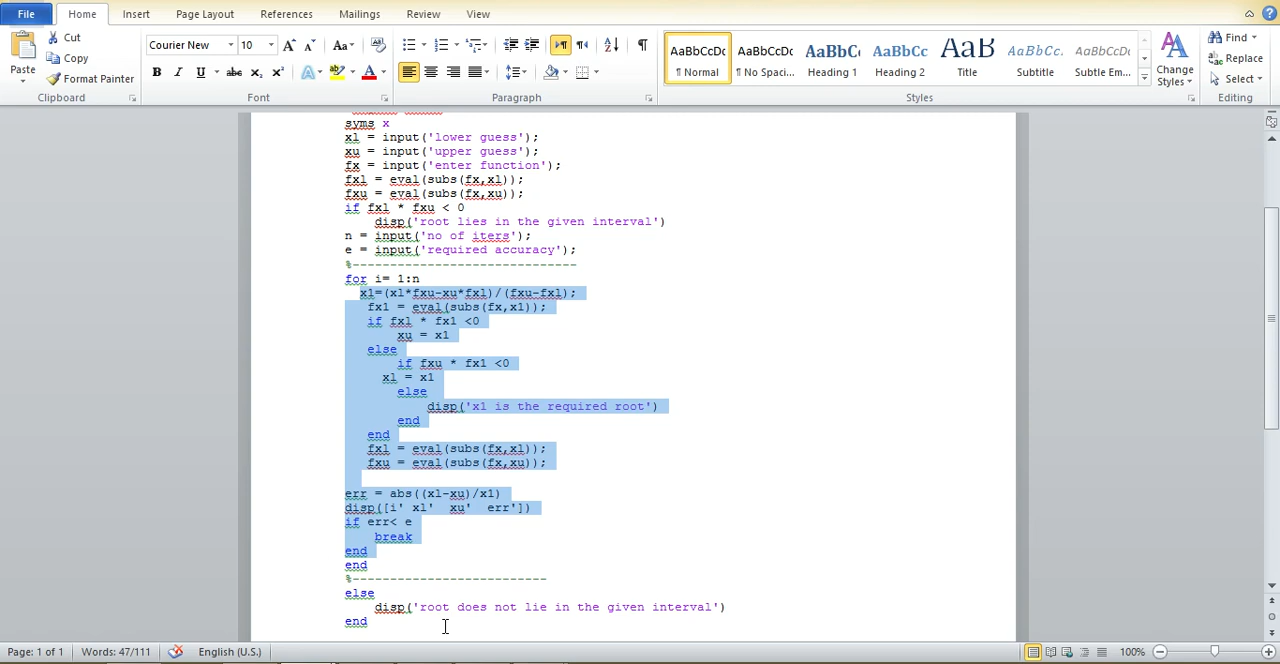 File Home Insert Page Layout References Mailings Review View
Paste Cut Copy Format Painter
Courier New 10
AaBbCcDc ¶ Normal AaBbCcDc ¶ No Spaci... AaBbC Heading 1 AaBbCc Heading 2 AaB Title AaBbCc. Subtitle AaBbCcDc Subtle Em...
Change Styles
Find Replace Select
Clipboard Font Paragraph Styles Editing
syms x
xl = input('lower guess');
xu = input('upper guess');
fx = input('enter function');
fxl = eval(subs(fx,xl));
fxu = eval(subs(fx,xu));
if fxl * fxu < 0
disp('root lies in the given interval')
n = input('no of iters');
e = input('required accuracy');
%------------------------------
for i= 1:n
x1=(xl*fxu-xu*fxl)/(fxu-fxl);
fx1 = eval(subs(fx,x1));
if fxl * fx1 <0
xu = x1
else
if fxu * fx1 <0
xl = x1
else
disp('x1 is the required root')
end
end
fxl = eval(subs(fx,xl));
fxu = eval(subs(fx,xu));
err = abs((xl-xu)/x1)
disp([i' xl' xu' err'])
if err< e
break
end
end
%--------------------------
else
disp('root does not lie in the given interval')
end
Page: 1 of 1 Words: 47/111 English (U.S.) 100%